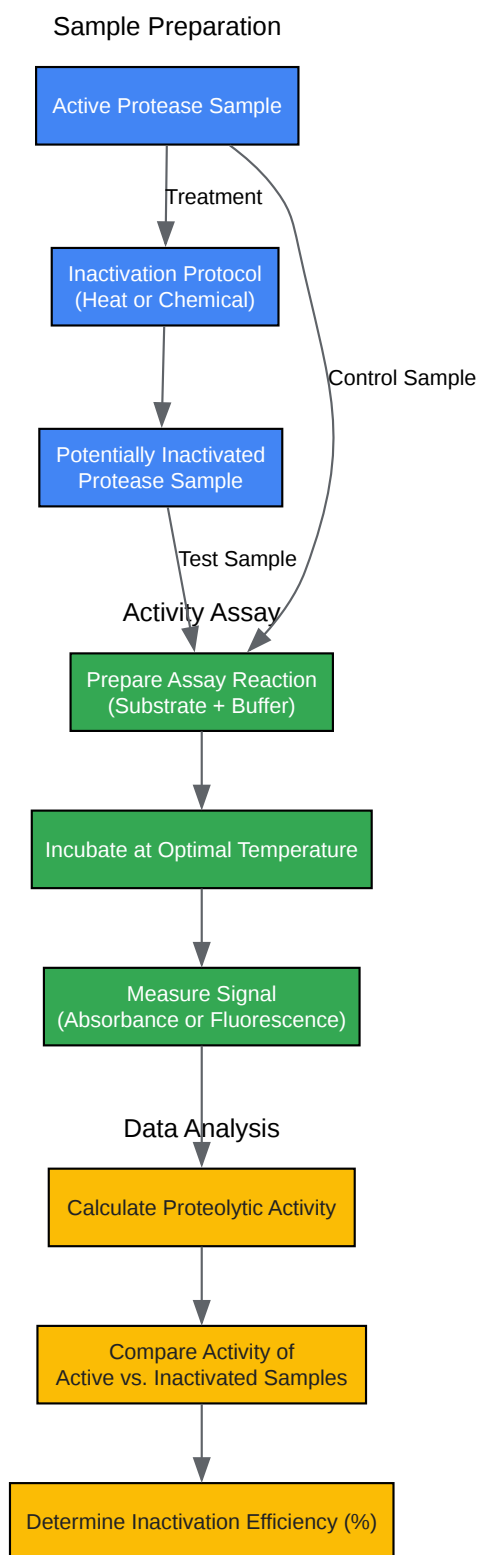 Sample Preparation
Active Protease Sample
Treatment
Inactivation Protocol
(Heat or Chemical)
Control Sample
Potentially Inactivated
Protease Sample
Test Sample
Activity Assay
Prepare Assay Reaction
(Substrate + Buffer)
Incubate at Optimal Temperature
Measure Signal
(Absorbance or Fluorescence)
Data Analysis
Calculate Proteolytic Activity
Compare Activity of
Active vs. Inactivated Samples
Determine Inactivation Efficiency (%)